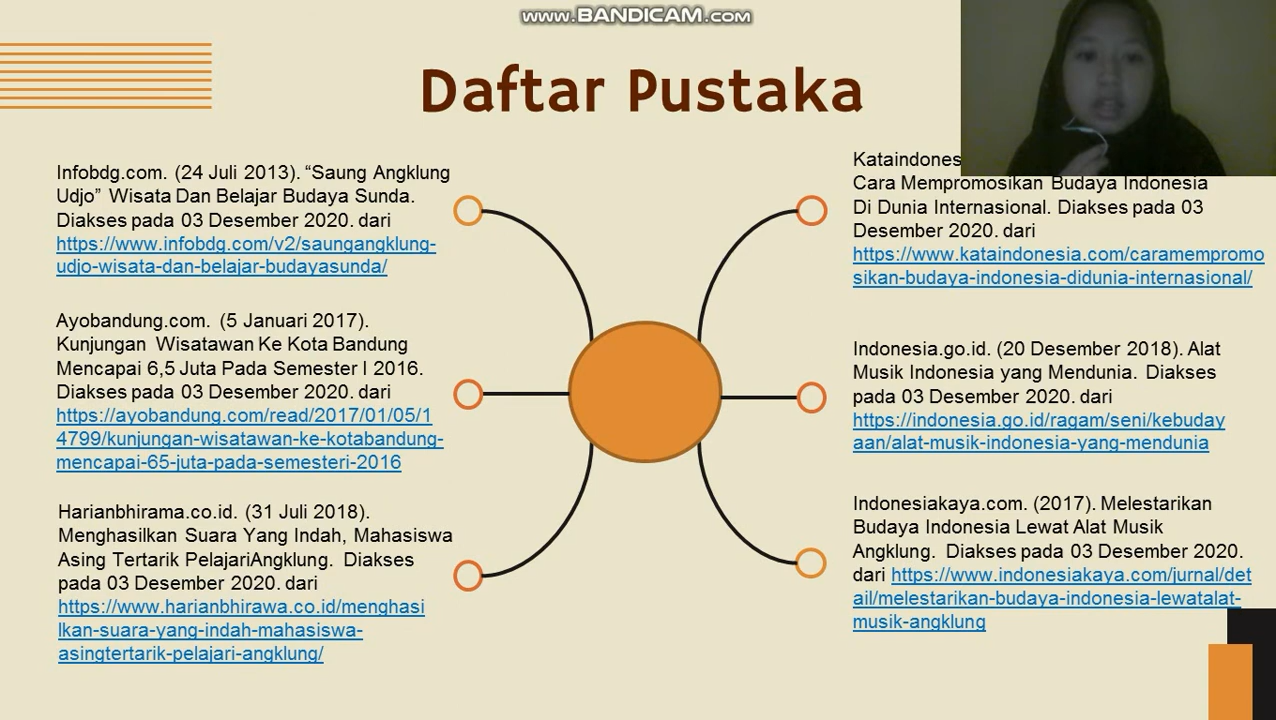 www.BANDICAM.com
Daftar Pustaka
Infobdg.com. (24 Juli 2013). “Saung Angklung
Udjo” Wisata Dan Belajar Budaya Sunda.
Diakses pada 03 Desember 2020. dari
https://www.infobdg.com/v2/saungangklung-
udjo-wisata-dan-belajar-budayasunda/
Ayobandung.com. (5 Januari 2017).
Kunjungan Wisatawan Ke Kota Bandung
Mencapai 6,5 Juta Pada Semester I 2016.
Diakses pada 03 Desember 2020. dari
https://ayobandung.com/read/2017/01/05/1
4799/kunjungan-wisatawan-ke-kotabandung-
mencapai-65-juta-pada-semesteri-2016
Harianbhirama.co.id. (31 Juli 2018).
Menghasilkan Suara Yang Indah, Mahasiswa
Asing Tertarik PelajariAngklung. Diakses
pada 03 Desember 2020. dari
https://www.harianbhirawa.co.id/menghasi
lkan-suara-yang-indah-mahasiswa-
asingtertarik-pelajari-angklung/
Kataindones
Cara Mempromosikan Budaya Indonesia
Di Dunia Internasional. Diakses pada 03
Desember 2020. dari
https://www.kataindonesia.com/caramempromo
sikan-budaya-indonesia-didunia-internasional/
Indonesia.go.id. (20 Desember 2018). Alat
Musik Indonesia yang Mendunia. Diakses
pada 03 Desember 2020. dari
https://indonesia.go.id/ragam/seni/kebuday
aan/alat-musik-indonesia-yang-mendunia
Indonesiakaya.com. (2017). Melestarikan
Budaya Indonesia Lewat Alat Musik
Angklung. Diakses pada 03 Desember 2020.
dari https://www.indonesiakaya.com/jurnal/det
ail/melestarikan-budaya-indonesia-lewatalat-
musik-angklung